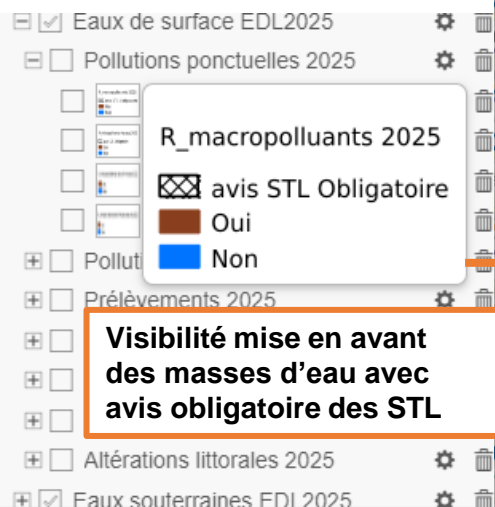 Eaux de surface EDL2025
Pollutions ponctuelles 2025
R_macropolluants 2025
avis STL Obligatoire
Oui
Non
Polluti
Prélèvements 2025
Visibilité mise en avant
des masses d'eau avec
avis obligatoire des STL
Altérations littorales 2025
Eaux souterraines EDL2025